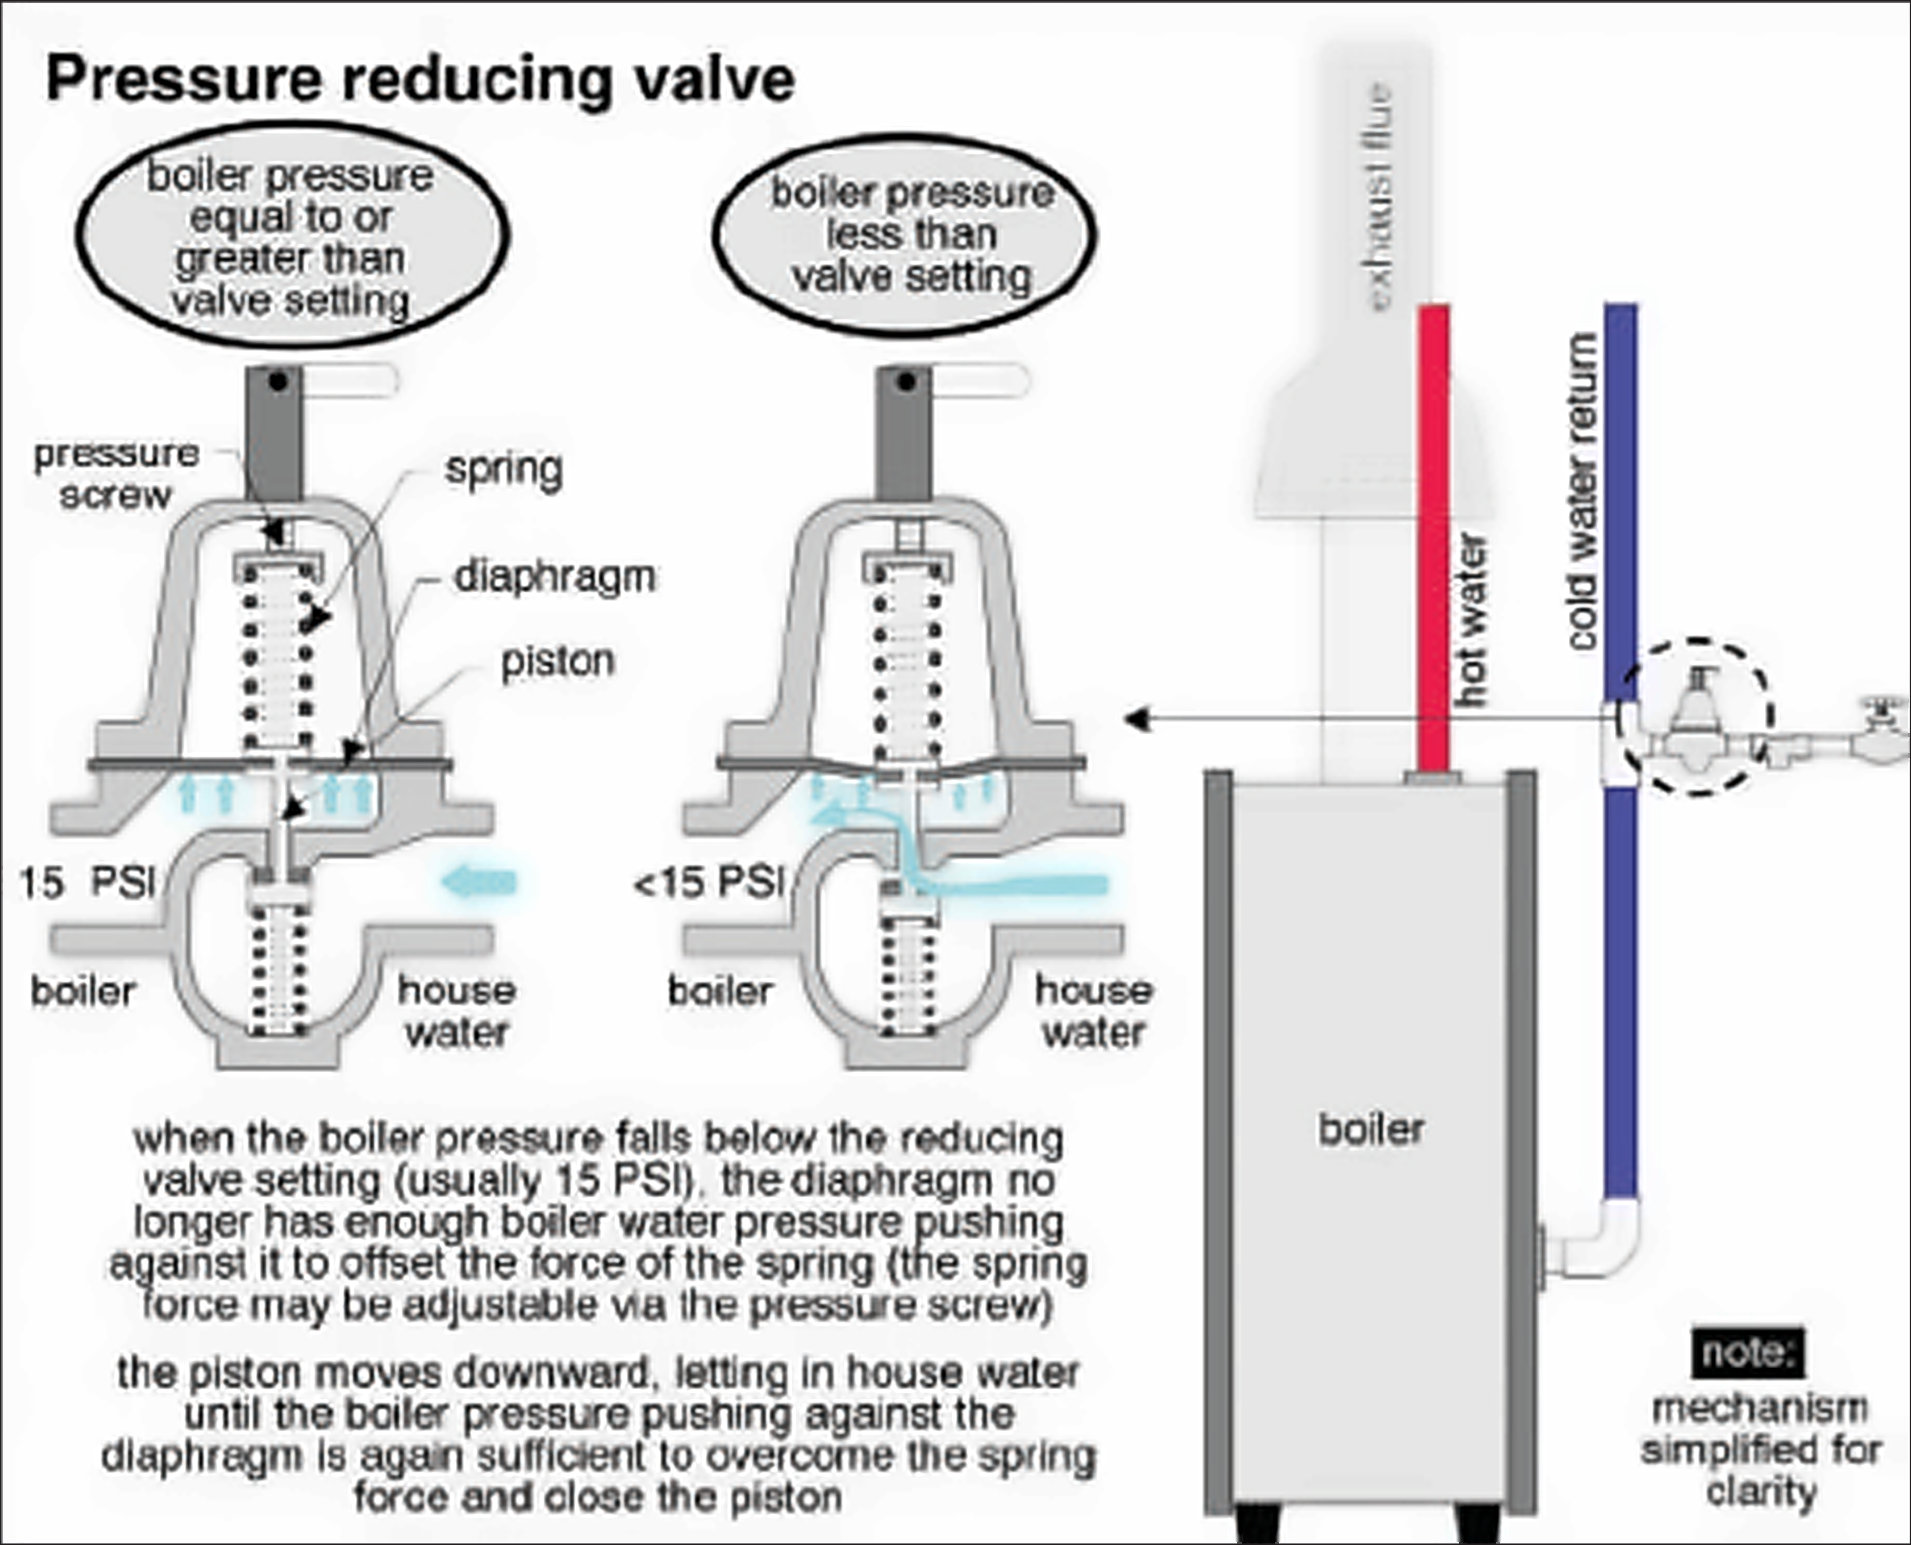 Pressure reducing valve
boiler pressure
equal to or
greater than
valve setting
boiler pressure
less than
valve setting
exhaust flue
pressure
screw
spring
diaphragm
piston
hot water
cold water return
15 PSI
boiler
house
water
<15 PSI
boiler
house
water
boiler
when the boiler pressure falls below the reducing
valve setting (usually 15 PSI), the diaphragm no
longer has enough boiler water pressure pushing
against it to offset the force of the spring (the spring
force may be adjustable via the pressure screw)
the piston moves downward, letting in house water
until the boiler pressure pushing against the
diaphragm is again sufficient to overcome the spring
force and close the piston
note:
mechanism
simplified for
clarity